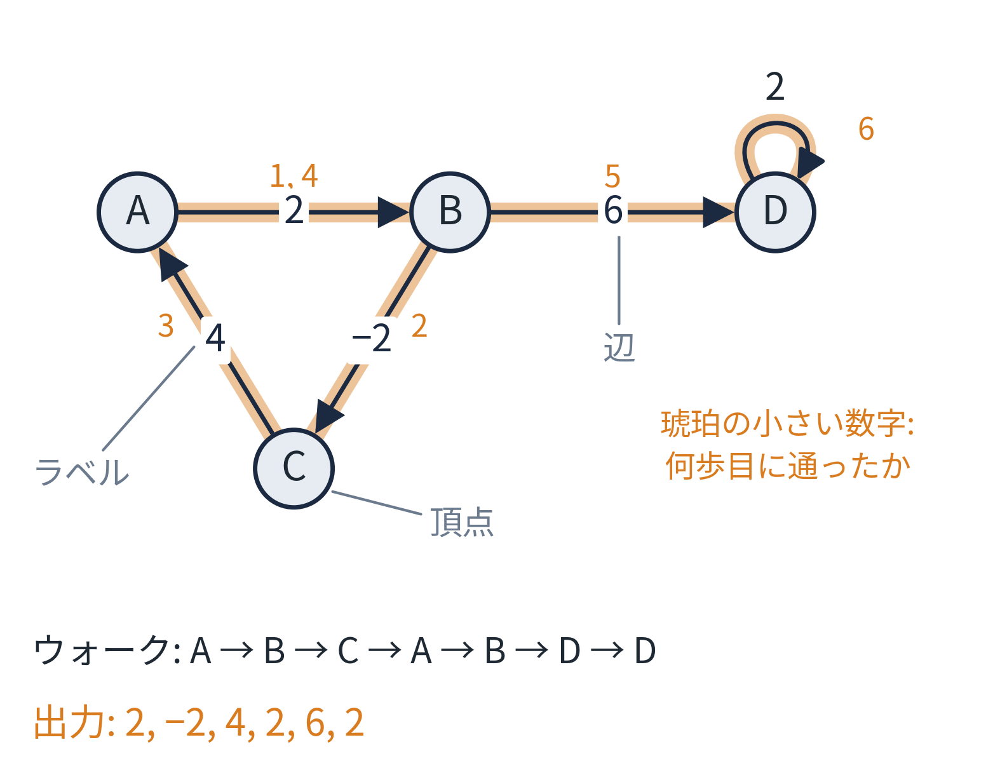 2
6
1, 4
5
A
2
B
6
D
3
4
−2
2
辺
琥珀の小さい数字:
何歩目に通ったか
ラベル
C
頂点
ウォーク: A → B → C → A → B → D → D
出力: 2, −2, 4, 2, 6, 2